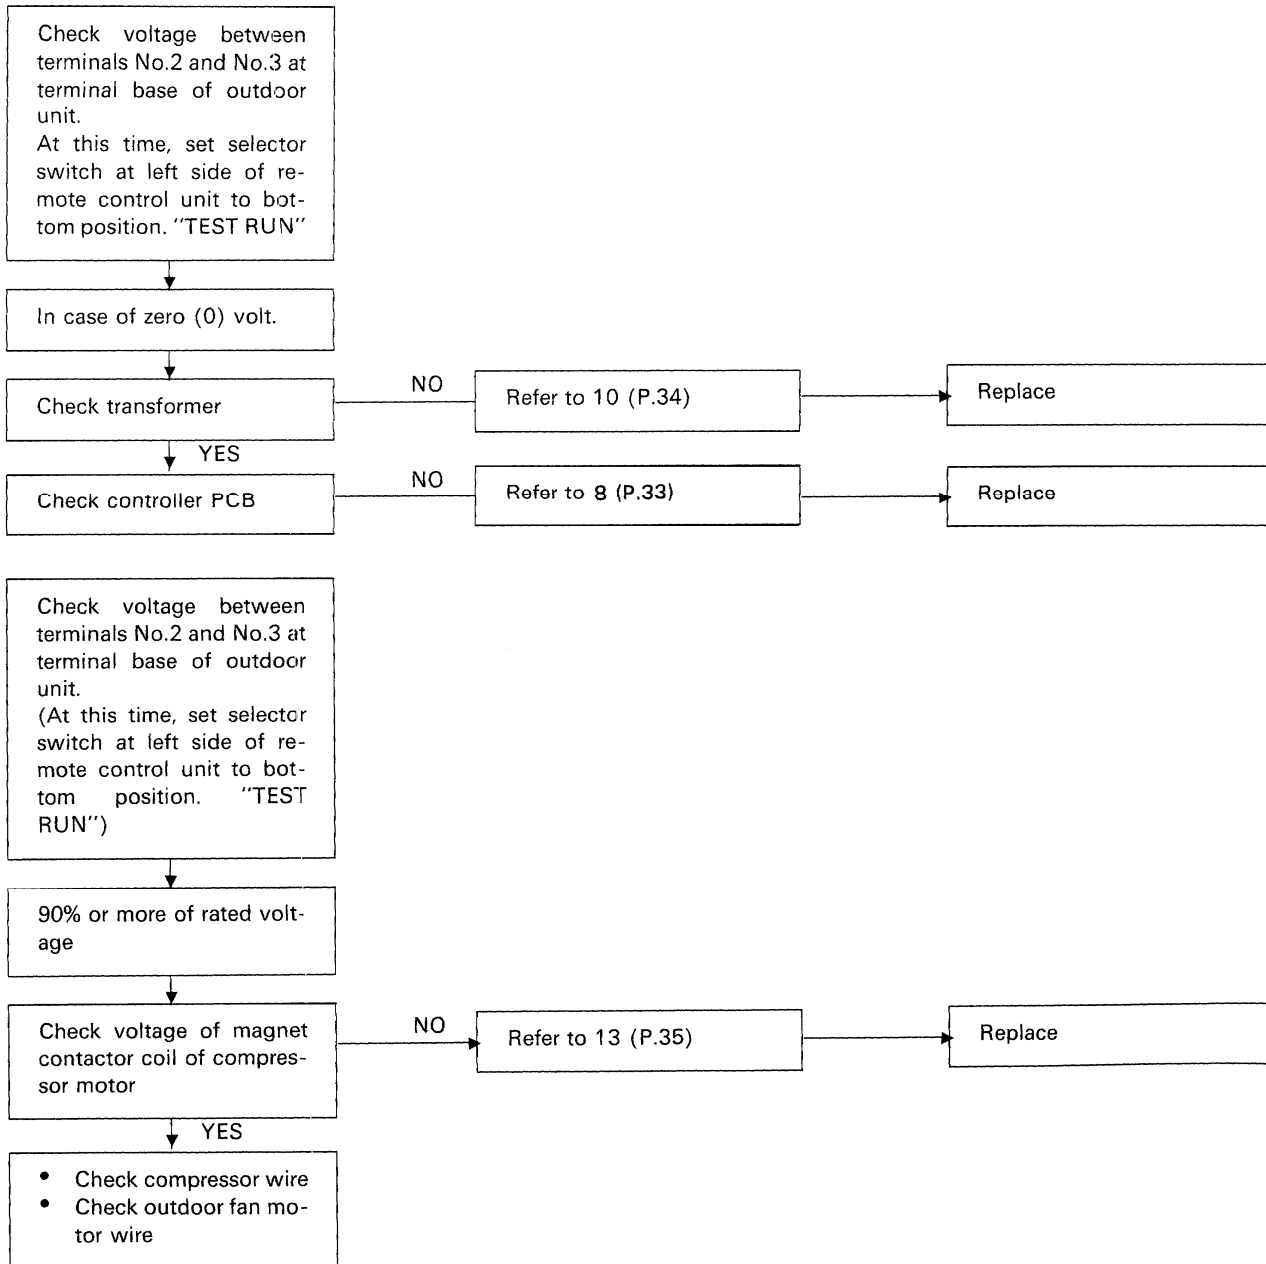 Check voltage between
terminals No.2 and No.3 at
terminal base of outdoor
unit.
At this time, set selector
switch at left side of re-
mote control unit to bot-
tom position. "TEST RUN"
In case of zero (0) volt.
Check transformer
NO
Refer to 10 (P.34)
Replace
YES
Check controller PCB
NO
Refer to 8 (P.33)
Replace
Check voltage between
terminals No.2 and No.3 at
terminal base of outdoor
unit.
(At this time, set selector
switch at left side of re-
mote control unit to bot-
tom position. "TEST
RUN")
90% or more of rated volt-
age
Check voltage of magnet
contactor coil of compres-
sor motor
NO
Refer to 13 (P.35)
Replace
YES
• Check compressor wire
• Check outdoor fan mo-
tor wire